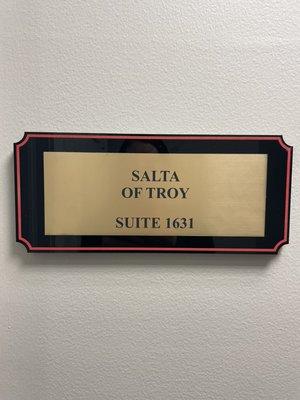 SALTA
OF TROY
SUITE 1631